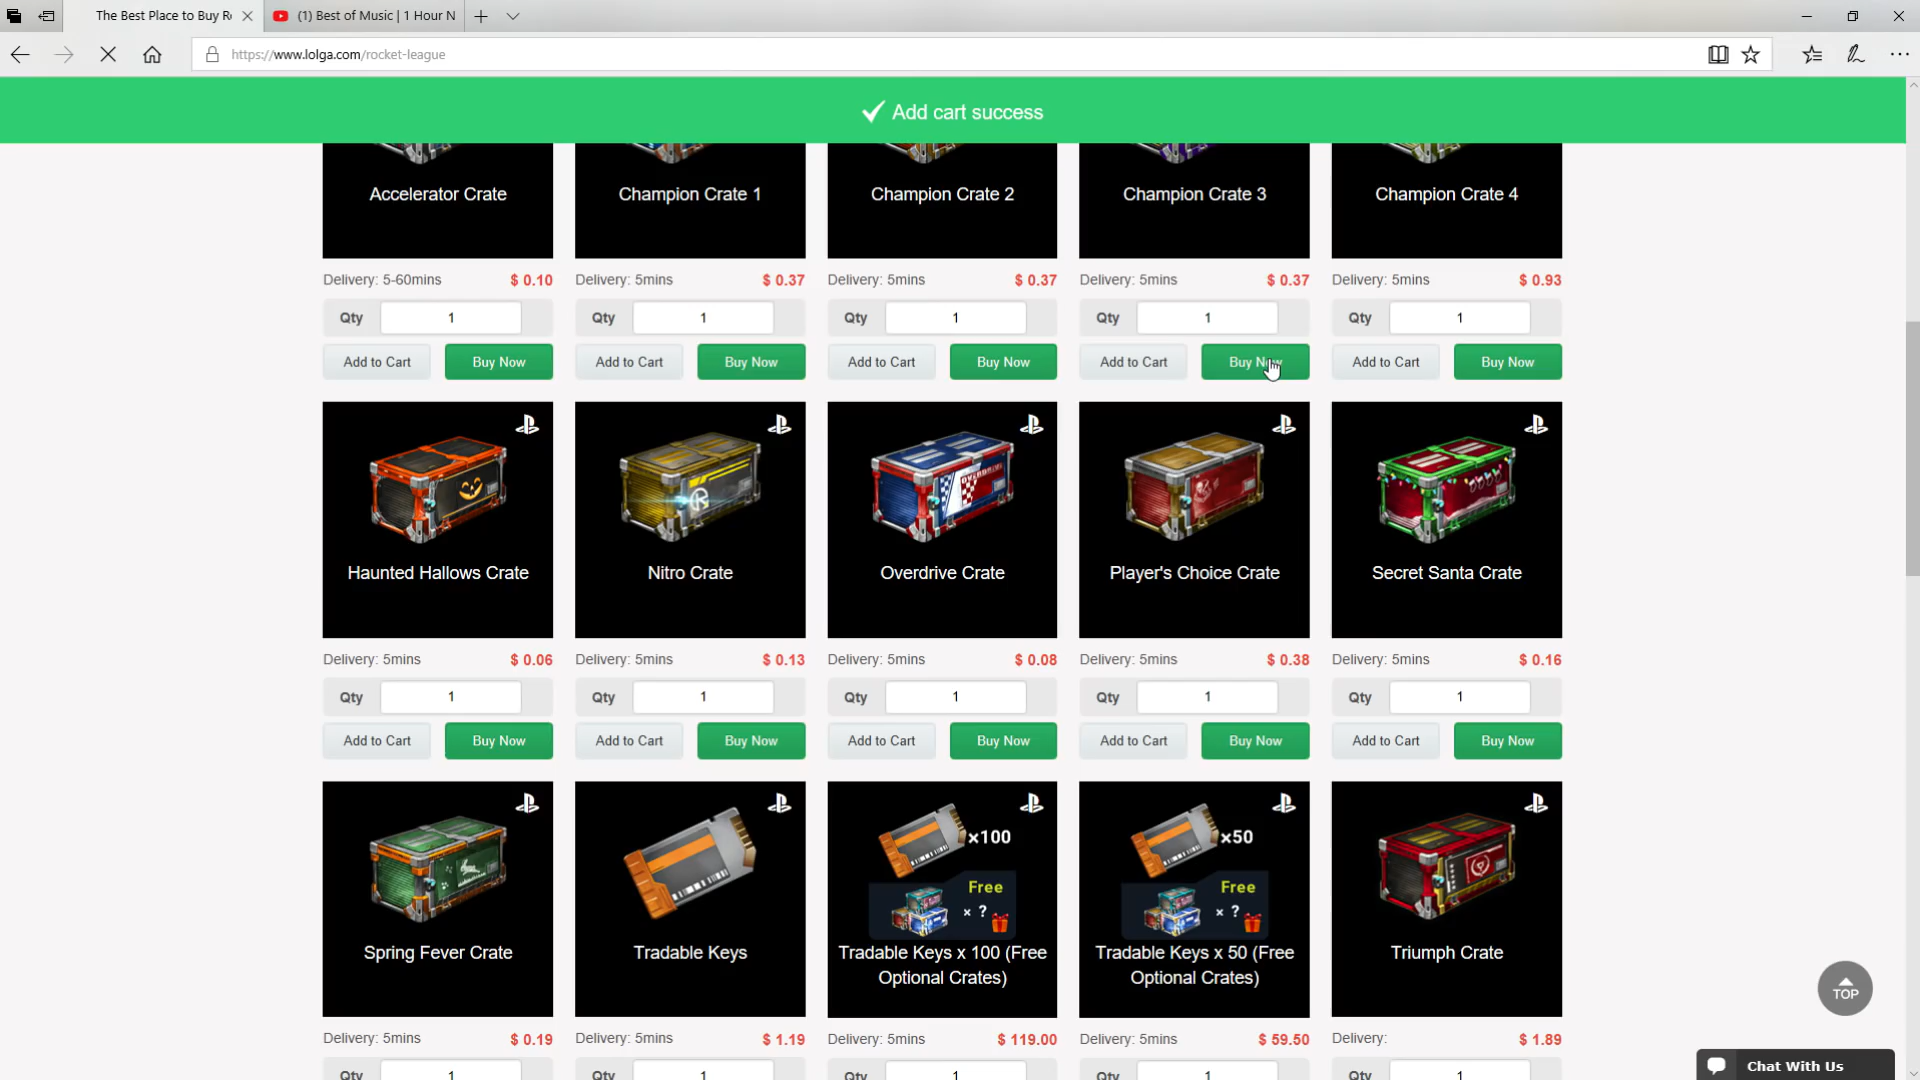 The Best Place to Buy R
(1) Best of Music | 1 Hour N
https://www.lolga.com/rocket-league
Add cart success
Accelerator Crate
Champion Crate 1
Champion Crate 2
Champion Crate 3
Champion Crate 4
Delivery: 5-60mins $ 0.10
Delivery: 5mins $ 0.37
Delivery: 5mins $ 0.37
Delivery: 5mins $ 0.37
Delivery: 5mins $ 0.93
Qty 1
Qty 1
Qty 1
Qty 1
Qty 1
Add to Cart Buy Now
Add to Cart Buy Now
Add to Cart Buy Now
Add to Cart Buy Now
Add to Cart Buy Now
Haunted Hallows Crate
Nitro Crate
OVERDRIVE
Overdrive Crate
Player's Choice Crate
Secret Santa Crate
Delivery: 5mins $ 0.06
Delivery: 5mins $ 0.13
Delivery: 5mins $ 0.08
Delivery: 5mins $ 0.38
Delivery: 5mins $ 0.16
Qty 1
Qty 1
Qty 1
Qty 1
Qty 1
Add to Cart Buy Now
Add to Cart Buy Now
Add to Cart Buy Now
Add to Cart Buy Now
Add to Cart Buy Now
Spring Fever Crate
Tradable Keys
×100
Free
× ?
Tradable Keys x 100 (Free
Optional Crates)
×50
Free
× ?
Tradable Keys x 50 (Free
Optional Crates)
Triumph Crate
TOP
Delivery: 5mins $ 0.19
Delivery: 5mins $ 1.19
Delivery: 5mins $ 119.00
Delivery: 5mins $ 59.50
Delivery: $ 1.89
Qty 1
Qty 1
Qty 1
Qty 1
Qty 1
Chat With Us